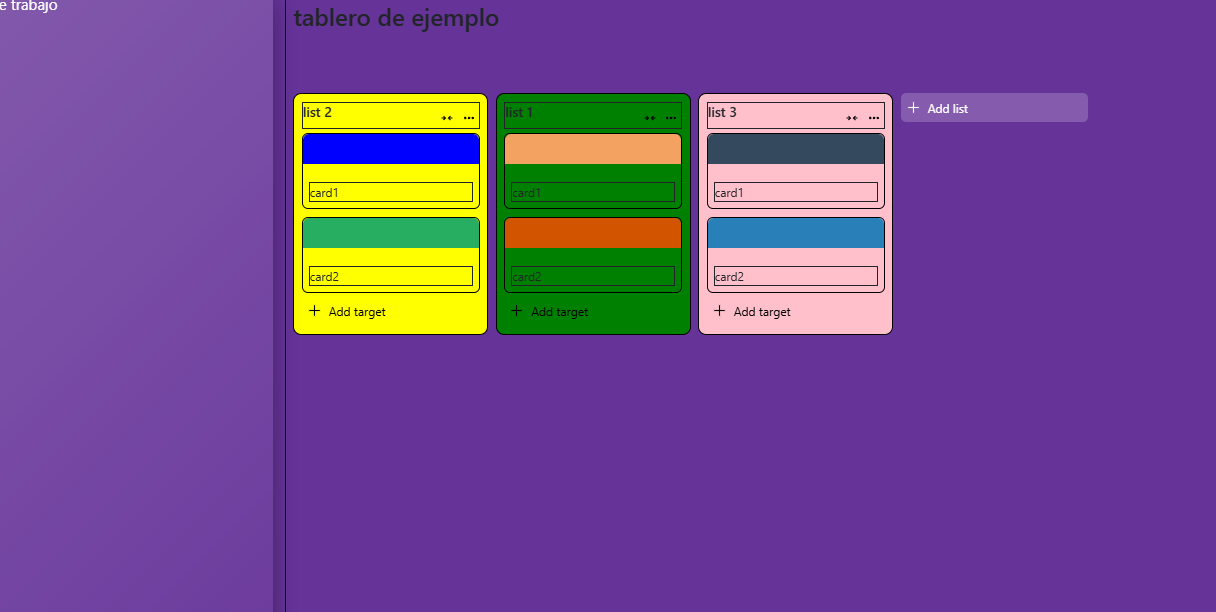 e trabajo
tablero de ejemplo
list 2
card1
card2
Add target
list 1
card1
card2
Add target
list 3
card1
card2
Add target
Add list